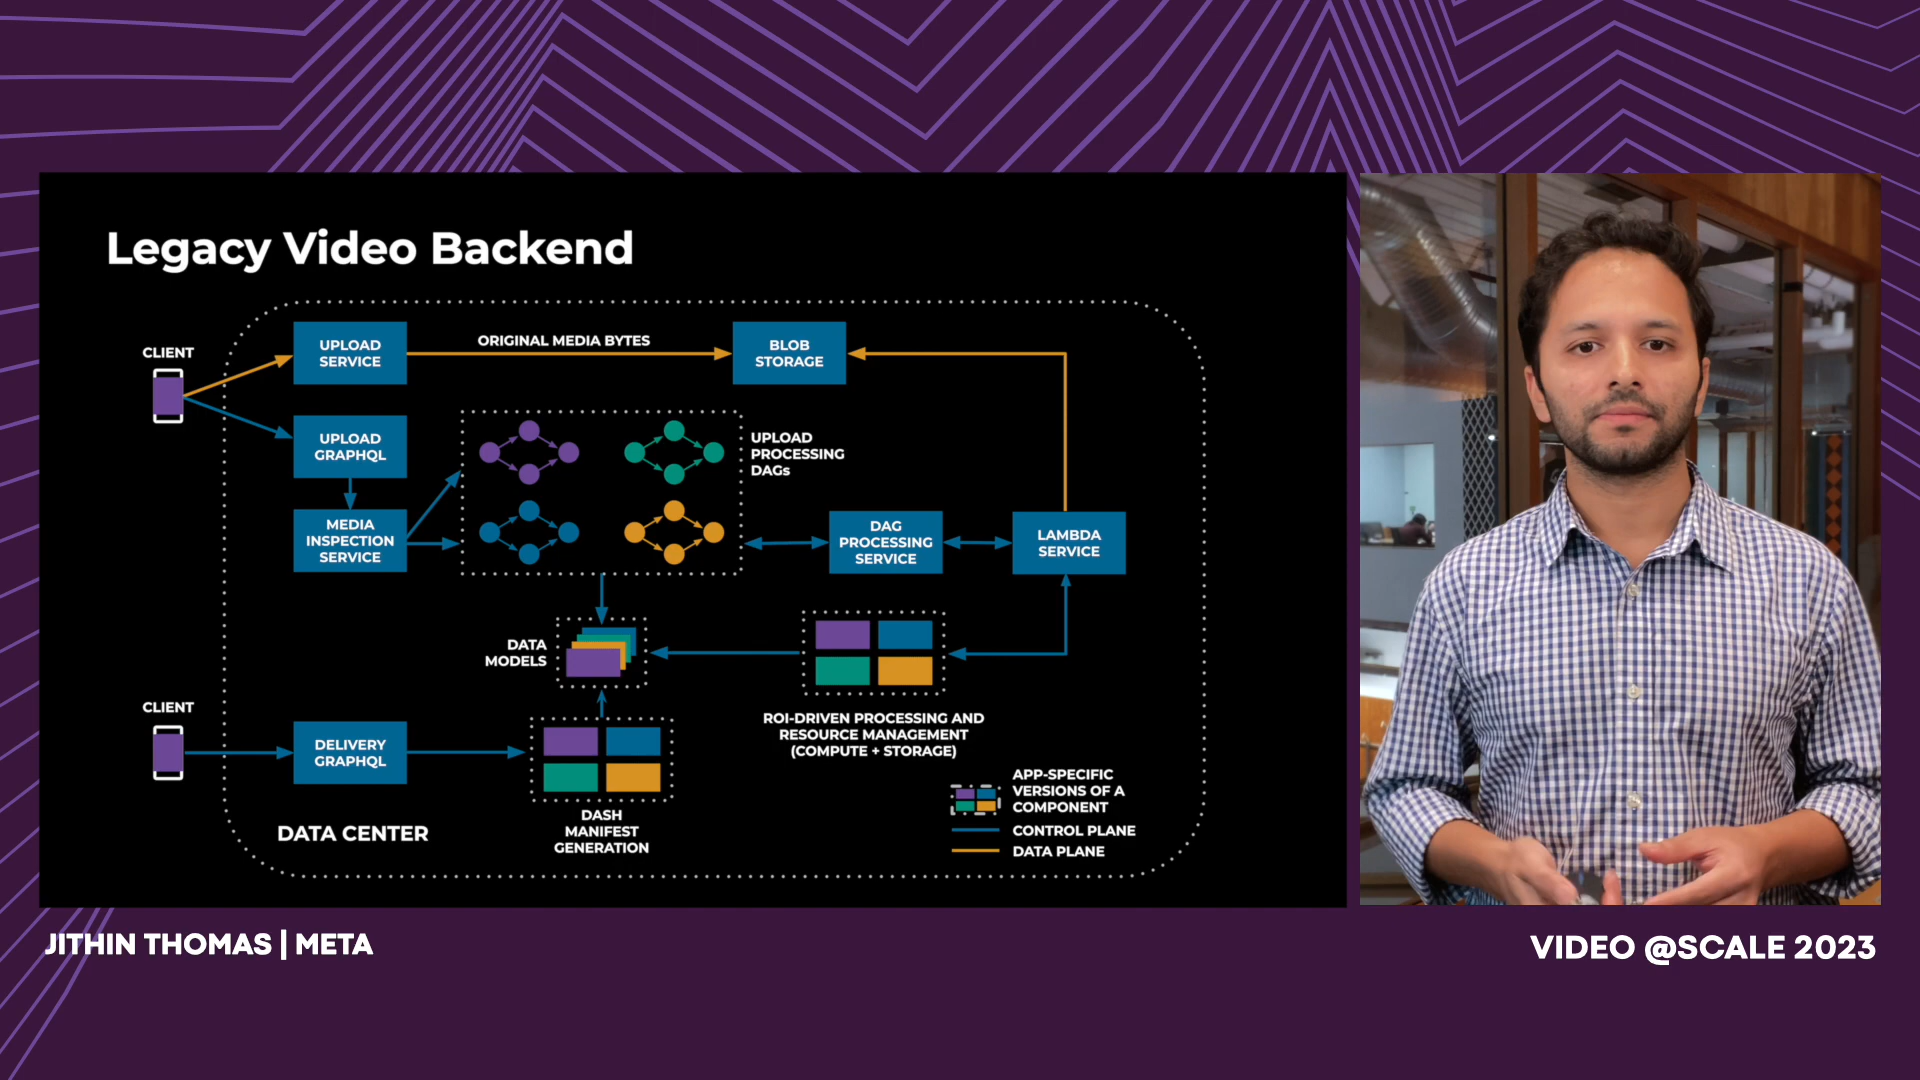 Legacy Video Backend
CLIENT
UPLOAD
SERVICE
ORIGINAL MEDIA BYTES
BLOB
STORAGE
UPLOAD
GRAPHQL
UPLOAD
PROCESSING
DAGs
MEDIA
INSPECTION
SERVICE
DAG
PROCESSING
SERVICE
LAMBDA
SERVICE
DATA
MODELS
CLIENT
DELIVERY
GRAPHQL
ROI-DRIVEN PROCESSING AND
RESOURCE MANAGEMENT
(COMPUTE + STORAGE)
DASH
MANIFEST
GENERATION
DATA CENTER
APP-SPECIFIC
VERSIONS OF A
COMPONENT
CONTROL PLANE
DATA PLANE
JITHIN THOMAS | META
VIDEO @SCALE 2023